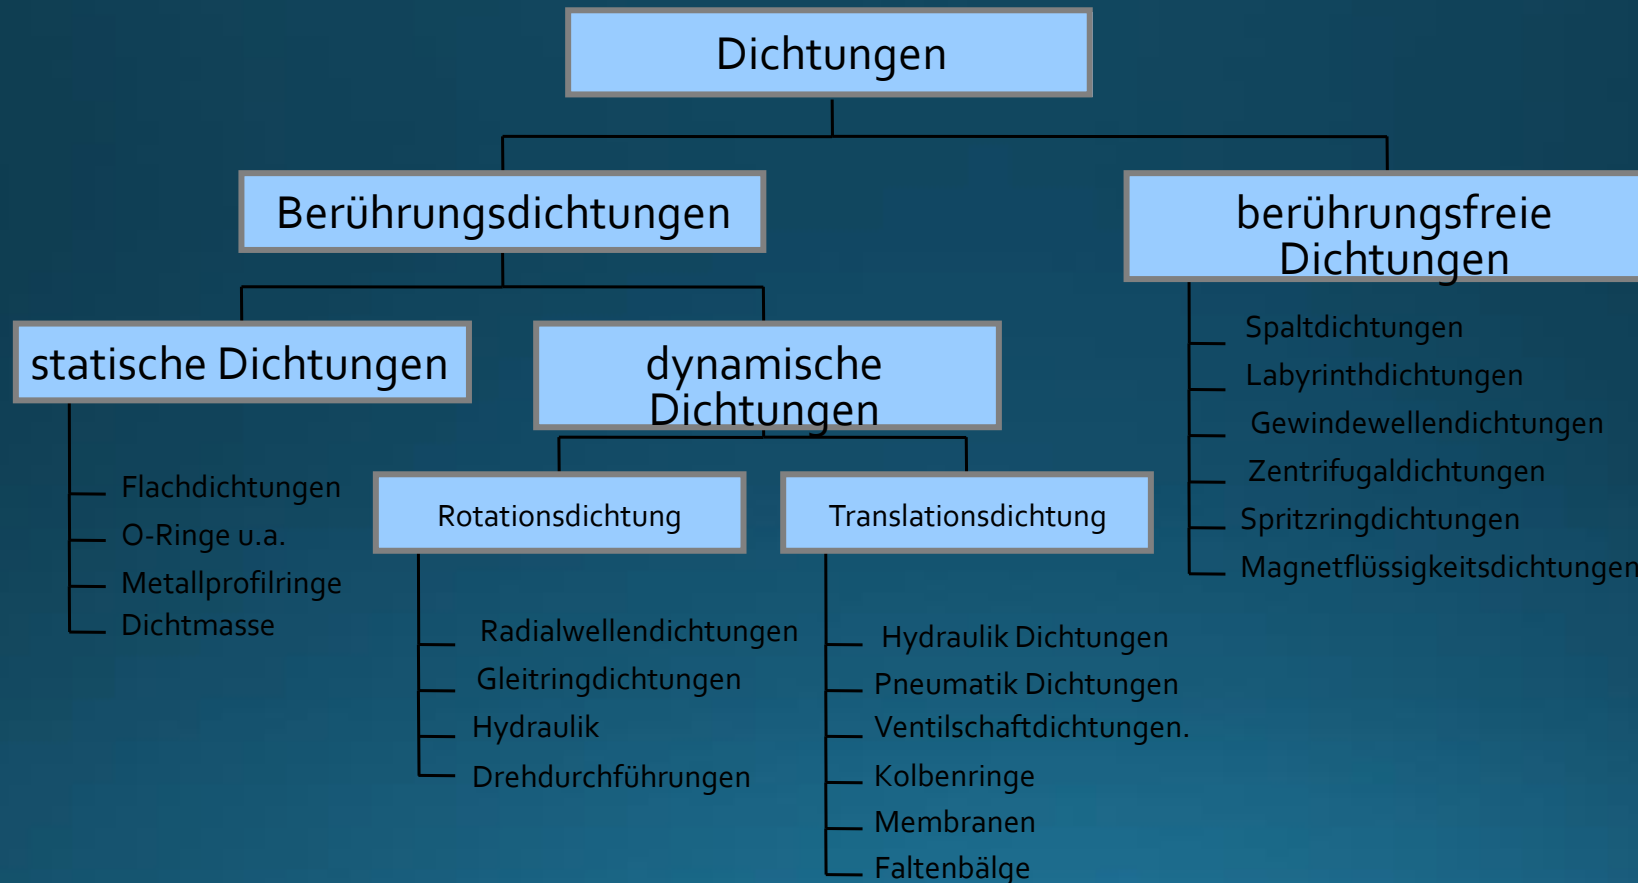 Dichtungen
Berührungsdichtungen
berührungsfreie
Dichtungen
statische Dichtungen
dynamische
Dichtungen
Spaltdichtungen
Labyrinthdichtungen
Gewindewellendichtungen
Zentrifugaldichtungen
Spritzringdichtungen
Magnetflüssigkeitsdichtungen
Flachdichtungen
O-Ringe u.a.
Metallprofilringe
Dichtmasse
Rotationsdichtung
Radialwellendichtungen
Gleitringdichtungen
Hydraulik
Drehdurchführungen
Translationsdichtung
Hydraulik Dichtungen
Pneumatik Dichtungen
Ventilschaftdichtungen.
Kolbenringe
Membranen
Faltenbälge